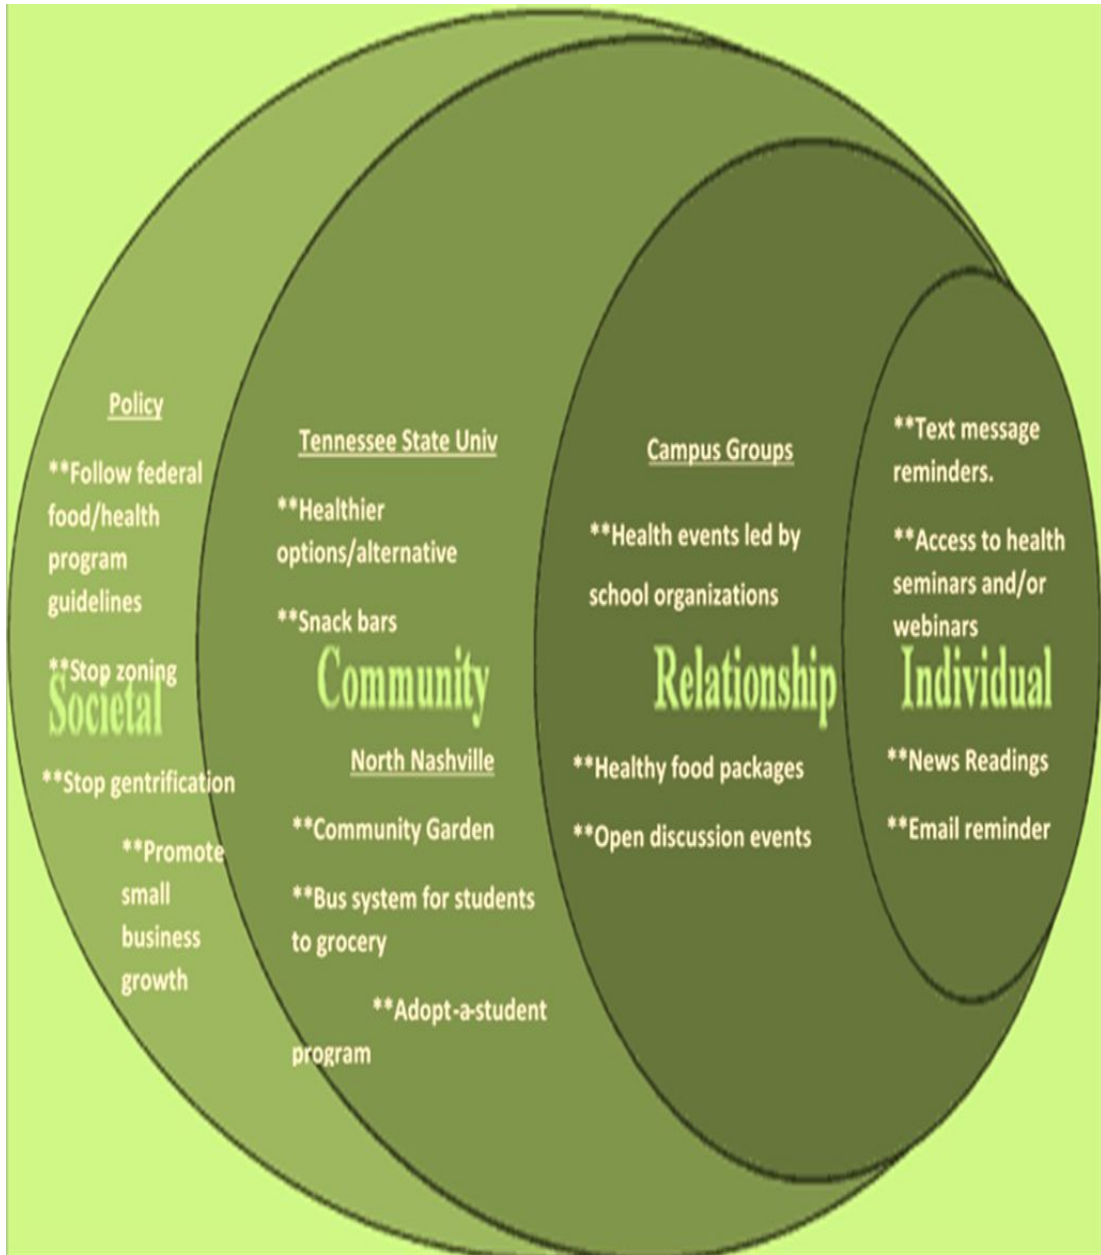 Policy
**Follow federal
food/health
program
guidelines
**Stop zoning
Societal
**Stop gentrification
**Promote
small
business
growth
Tennessee State Univ
**Healthier
options/alternative
**Snack bars
Community
North Nashville
**Community Garden
**Bus system for students
to grocery
**Adopt-a-student
program
Campus Groups
**Health events led by
school organizations
Relationship
**Healthy food packages
**Open discussion events
**Text message
reminders.
**Access to health
seminars and/or
webinars
Individual
**News Readings
**Email reminder